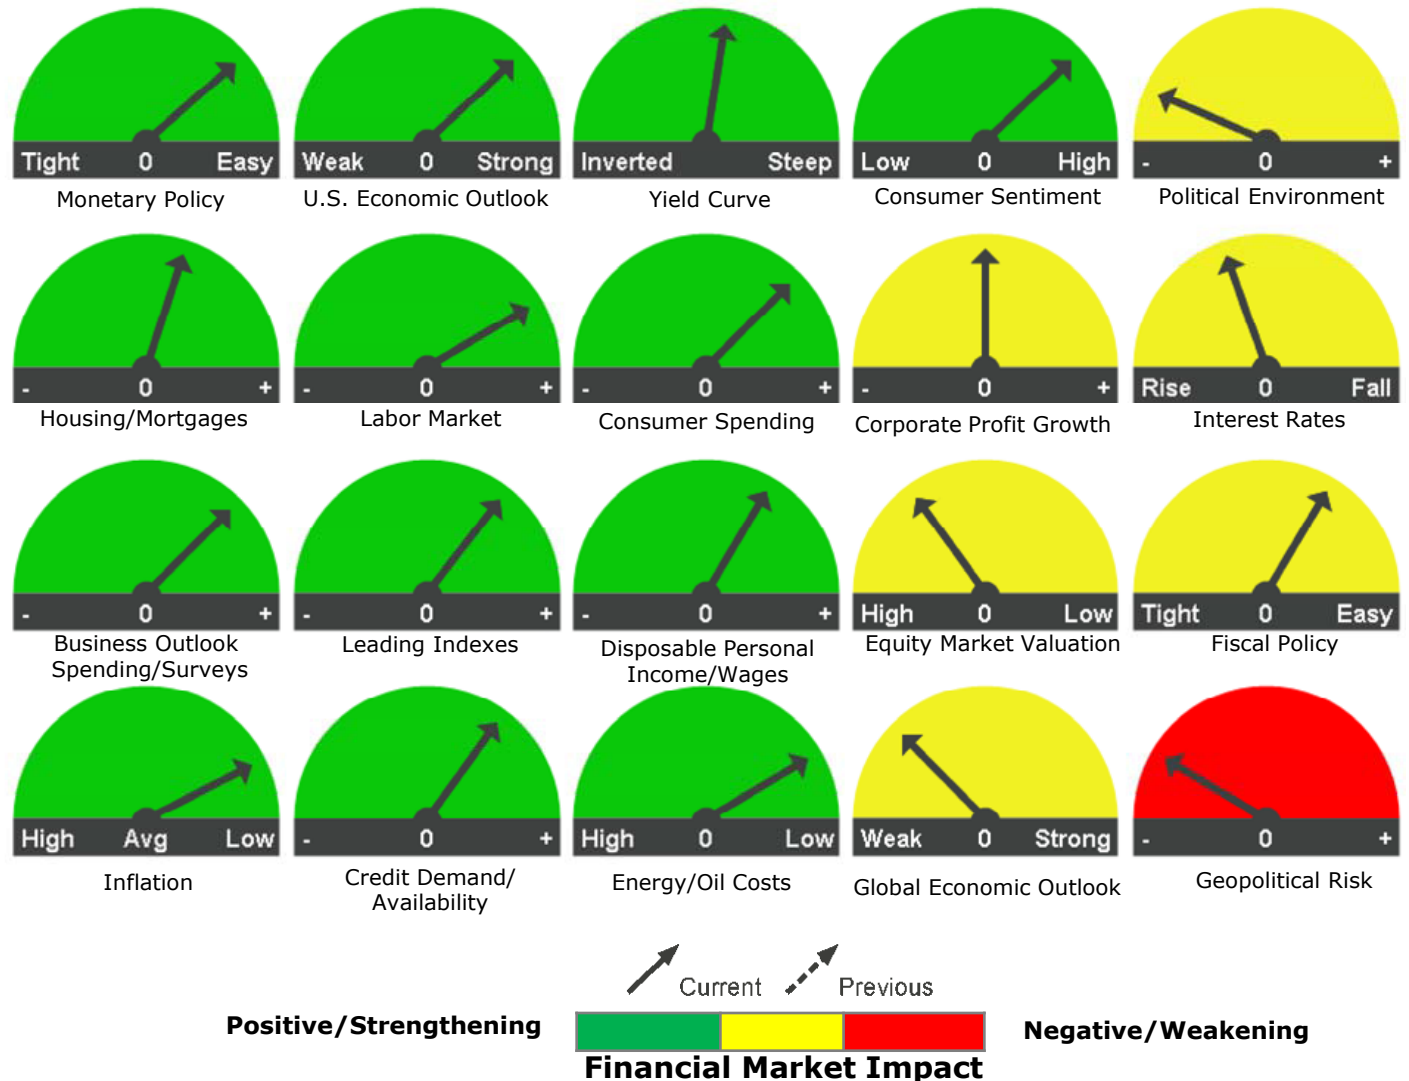 Tight 0 Easy
Monetary Policy
Weak 0 Strong
U.S. Economic Outlook
Inverted Steep
Yield Curve
Low 0 High
Consumer Sentiment
- 0 +
Political Environment
- 0 +
Housing/Mortgages
- 0 +
Labor Market
- 0 +
Consumer Spending
- 0 +
Corporate Profit Growth
Rise 0 Fall
Interest Rates
- 0 +
Business Outlook
Spending/Surveys
- 0 +
Leading Indexes
- 0 +
Disposable Personal
Income/Wages
High 0 Low
Equity Market Valuation
Tight 0 Easy
Fiscal Policy
High Avg Low
Inflation
- 0 +
Credit Demand/
Availability
High 0 Low
Energy/Oil Costs
Weak 0 Strong
Global Economic Outlook
- 0 +
Geopolitical Risk
Current Previous
Positive/Strengthening Negative/Weakening
Financial Market Impact